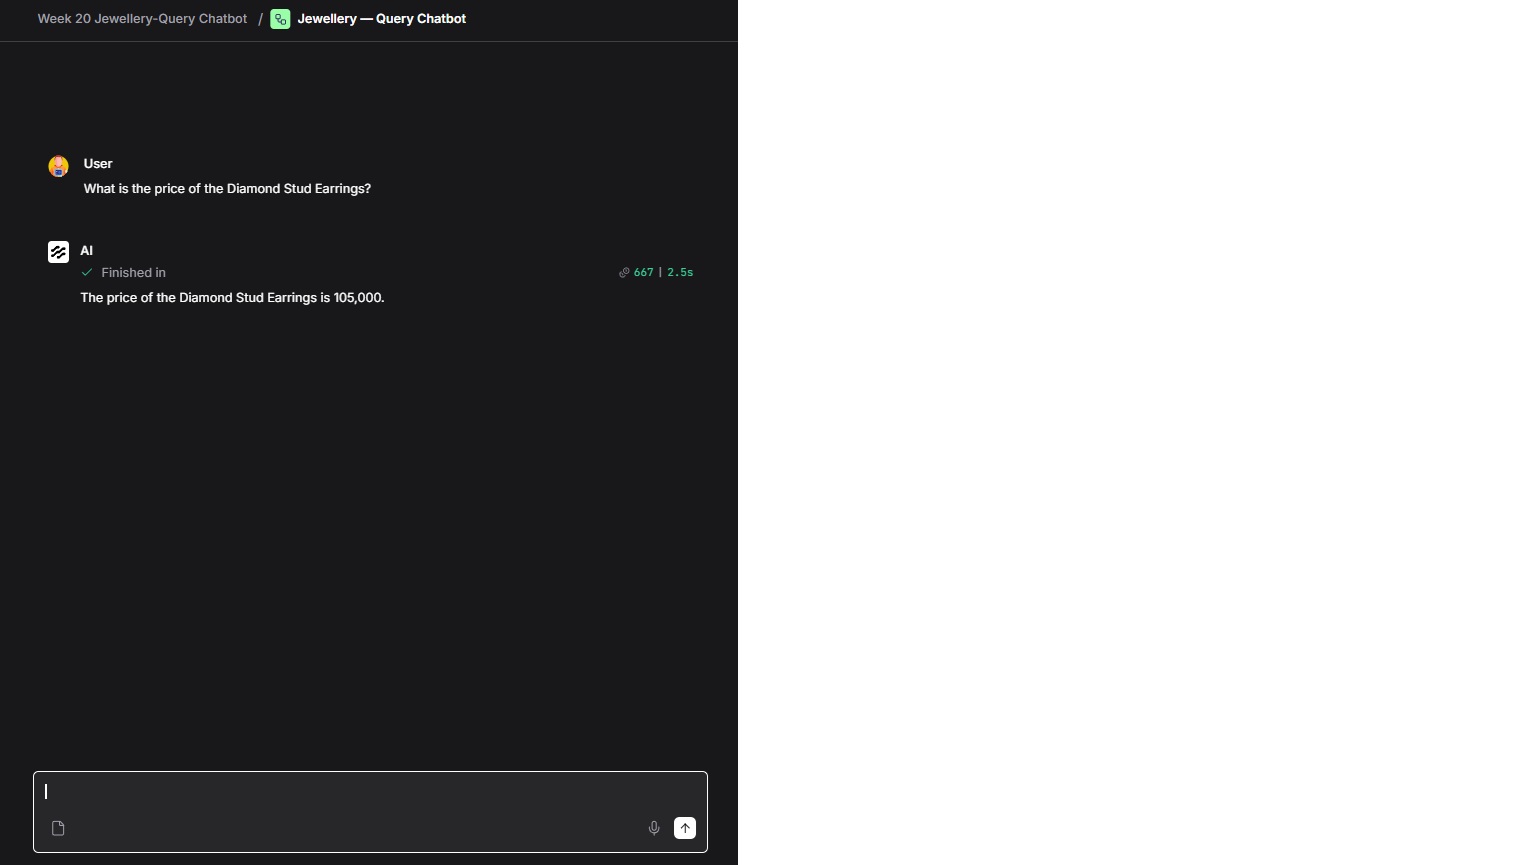 Week 20 Jewellery-Query Chatbot / Jewellery — Query Chatbot
User
What is the price of the Diamond Stud Earrings?
AI
Finished in 667 | 2.5s
The price of the Diamond Stud Earrings is 105,000.